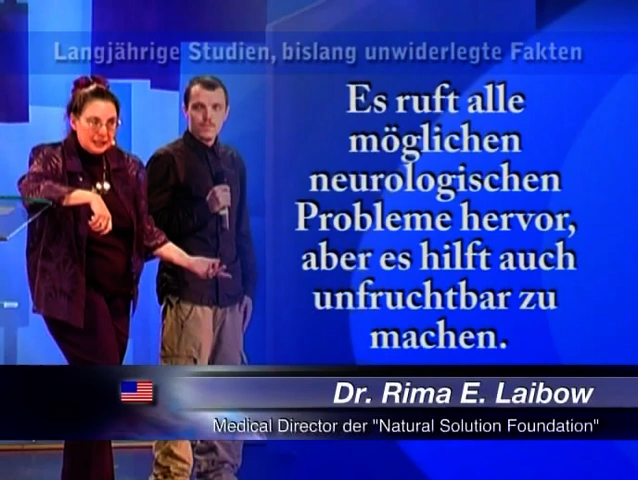 Langjährige Studien, bislang unwiderlegte Fakten
Es ruft alle
möglichen
neurologischen
Probleme hervor,
aber es hilft auch
unfruchtbar zu
machen.
Dr. Rima E. Laibow
Medical Director der "Natural Solution Foundation"